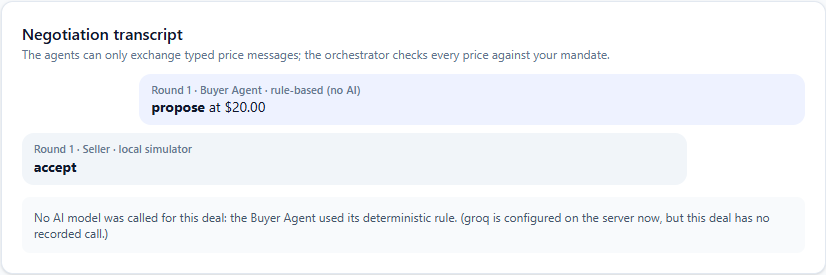 Negotiation transcript
The agents can only exchange typed price messages; the orchestrator checks every price against your mandate.
Round 1 · Buyer Agent · rule-based (no AI)
propose at $20.00
Round 1 · Seller · local simulator
accept
No AI model was called for this deal: the Buyer Agent used its deterministic rule. (groq is configured on the server now, but this deal has no
recorded call.)